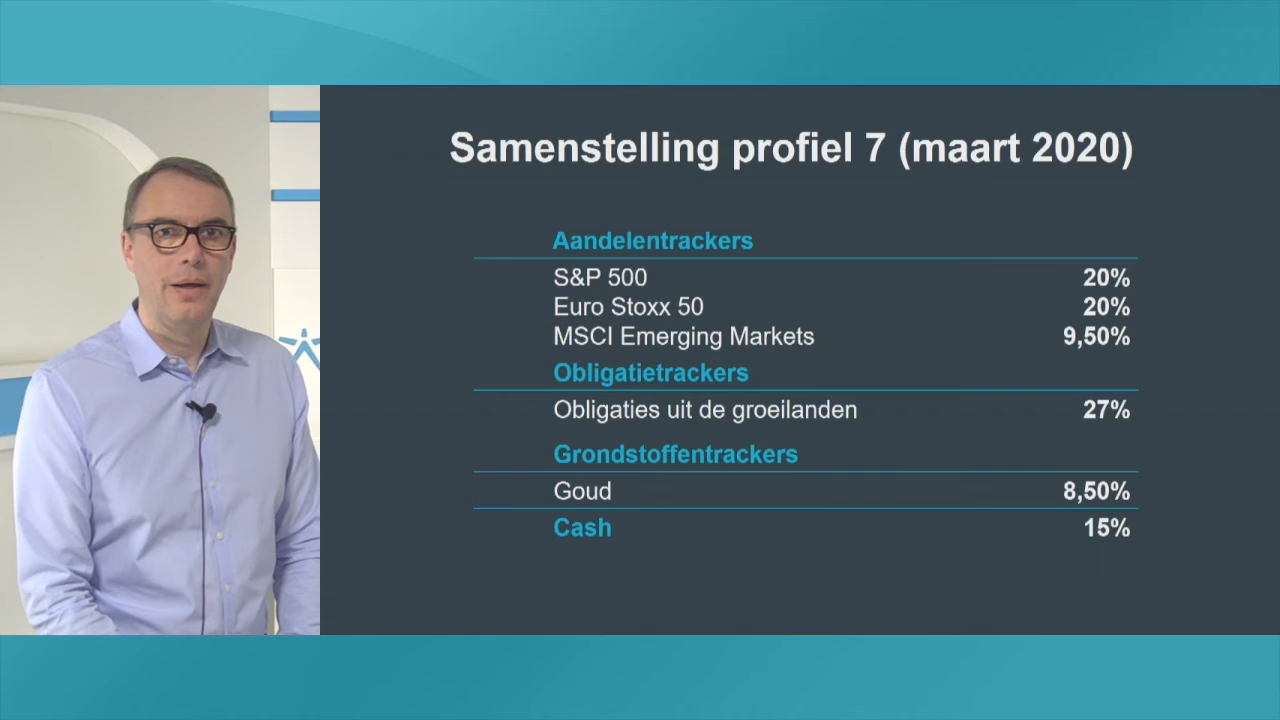 Samenstelling profiel 7 (maart 2020)
Aandelentrackers
S&P 500 20%
Euro Stoxx 50 20%
MSCI Emerging Markets 9,50%
Obligatietrackers
Obligaties uit de groeilanden 27%
Grondstoffentrackers
Goud 8,50%
Cash 15%